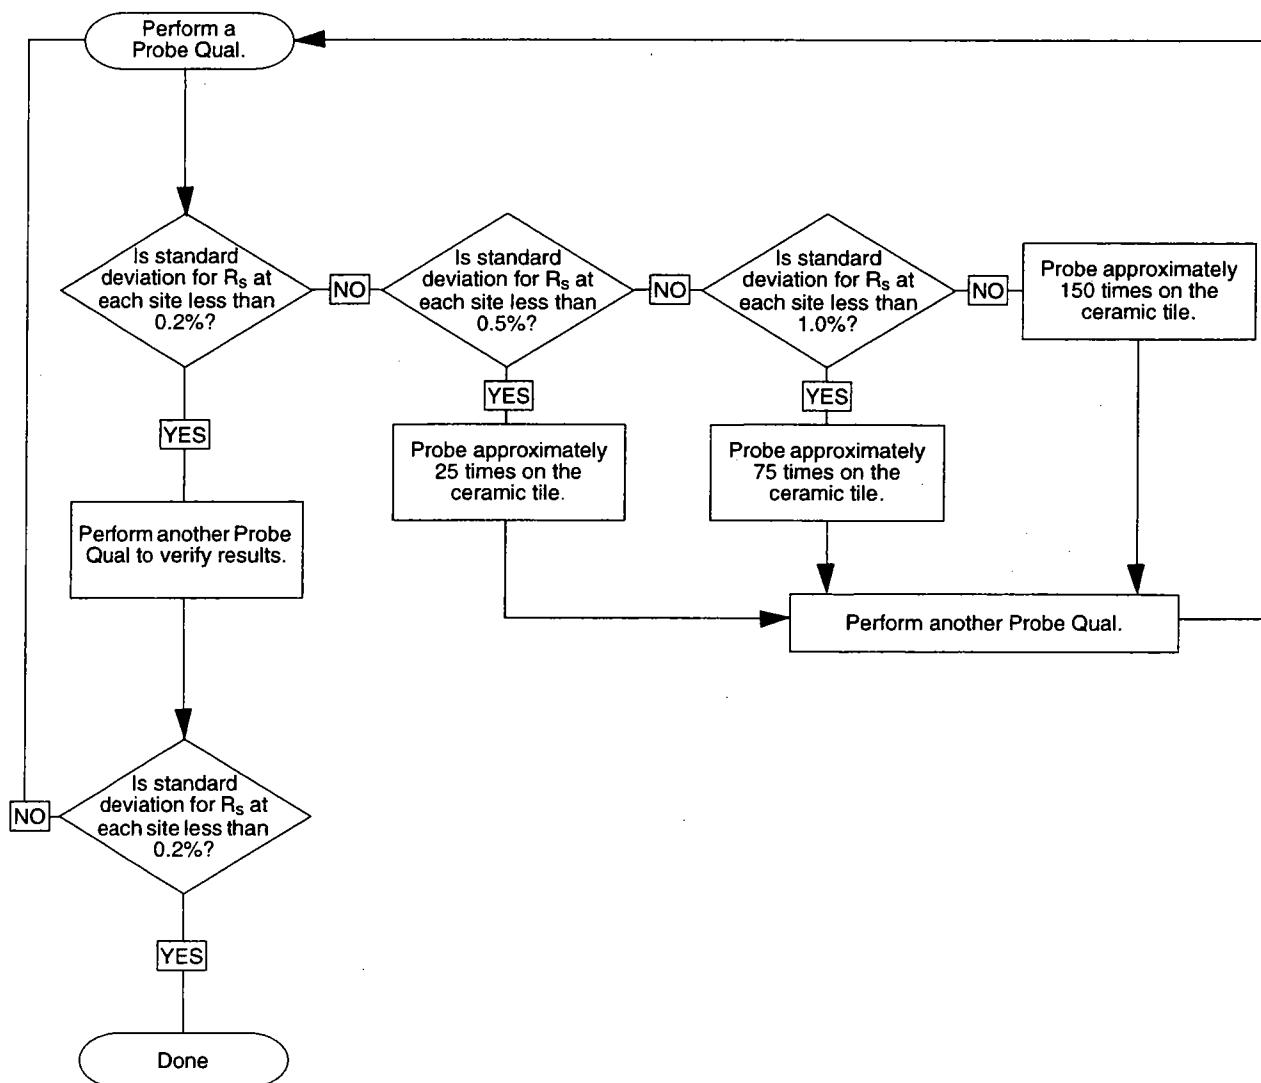 Perform a
Probe Qual.
Is standard
deviation for Rs at
each site less than
0.2%?
NO
Is standard
deviation for Rs at
each site less than
0.5%?
NO
Is standard
deviation for Rs at
each site less than
1.0%?
NO
Probe approximately
150 times on the
ceramic tile.
YES
YES
YES
Probe approximately
25 times on the
ceramic tile.
Probe approximately
75 times on the
ceramic tile.
Perform another Probe
Qual to verify results.
Perform another Probe Qual.
Is standard
deviation for Rs at
each site less than
0.2%?
NO
YES
Done